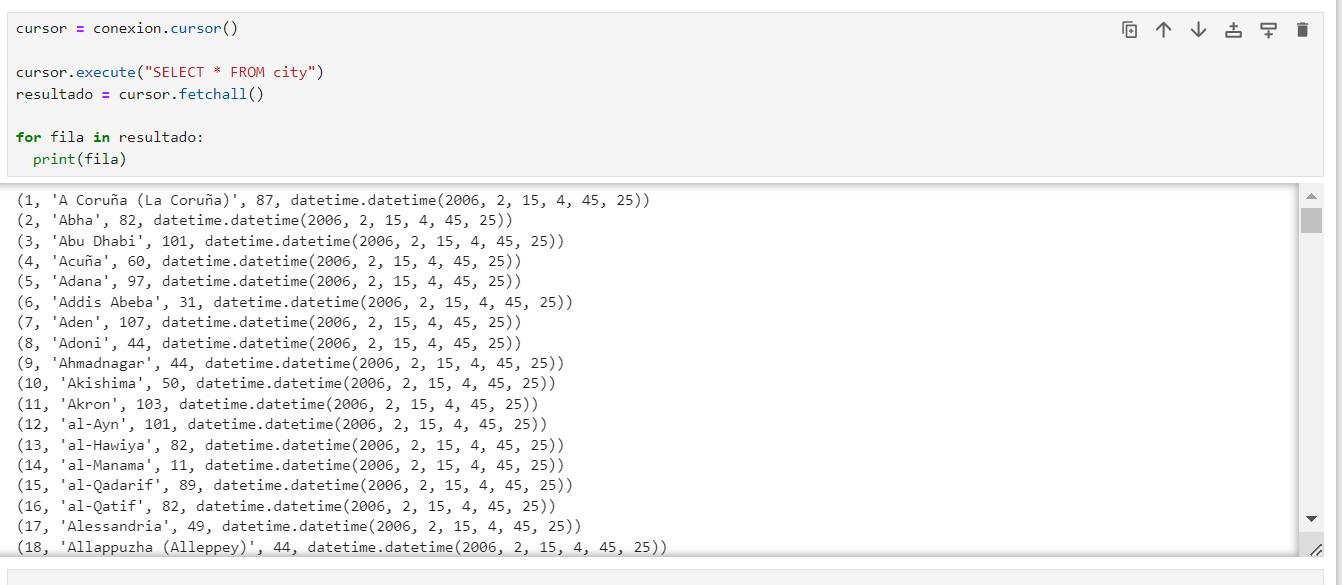 cursor = conexion.cursor()
cursor.execute("SELECT * FROM city")
resultado = cursor.fetchall()
for fila in resultado:
  print(fila)
(1, 'A Coruña (La Coruña)', 87, datetime.datetime(2006, 2, 15, 4, 45, 25))
(2, 'Abha', 82, datetime.datetime(2006, 2, 15, 4, 45, 25))
(3, 'Abu Dhabi', 101, datetime.datetime(2006, 2, 15, 4, 45, 25))
(4, 'Acuña', 60, datetime.datetime(2006, 2, 15, 4, 45, 25))
(5, 'Adana', 97, datetime.datetime(2006, 2, 15, 4, 45, 25))
(6, 'Addis Abeba', 31, datetime.datetime(2006, 2, 15, 4, 45, 25))
(7, 'Aden', 107, datetime.datetime(2006, 2, 15, 4, 45, 25))
(8, 'Adoni', 44, datetime.datetime(2006, 2, 15, 4, 45, 25))
(9, 'Ahmadnagar', 44, datetime.datetime(2006, 2, 15, 4, 45, 25))
(10, 'Akishima', 50, datetime.datetime(2006, 2, 15, 4, 45, 25))
(11, 'Akron', 103, datetime.datetime(2006, 2, 15, 4, 45, 25))
(12, 'al-Ayn', 101, datetime.datetime(2006, 2, 15, 4, 45, 25))
(13, 'al-Hawiya', 82, datetime.datetime(2006, 2, 15, 4, 45, 25))
(14, 'al-Manama', 11, datetime.datetime(2006, 2, 15, 4, 45, 25))
(15, 'al-Qadarif', 89, datetime.datetime(2006, 2, 15, 4, 45, 25))
(16, 'al-Qatif', 82, datetime.datetime(2006, 2, 15, 4, 45, 25))
(17, 'Alessandria', 49, datetime.datetime(2006, 2, 15, 4, 45, 25))
(18, 'Allappuzha (Alleppey)', 44, datetime.datetime(2006, 2, 15, 4, 45, 25))